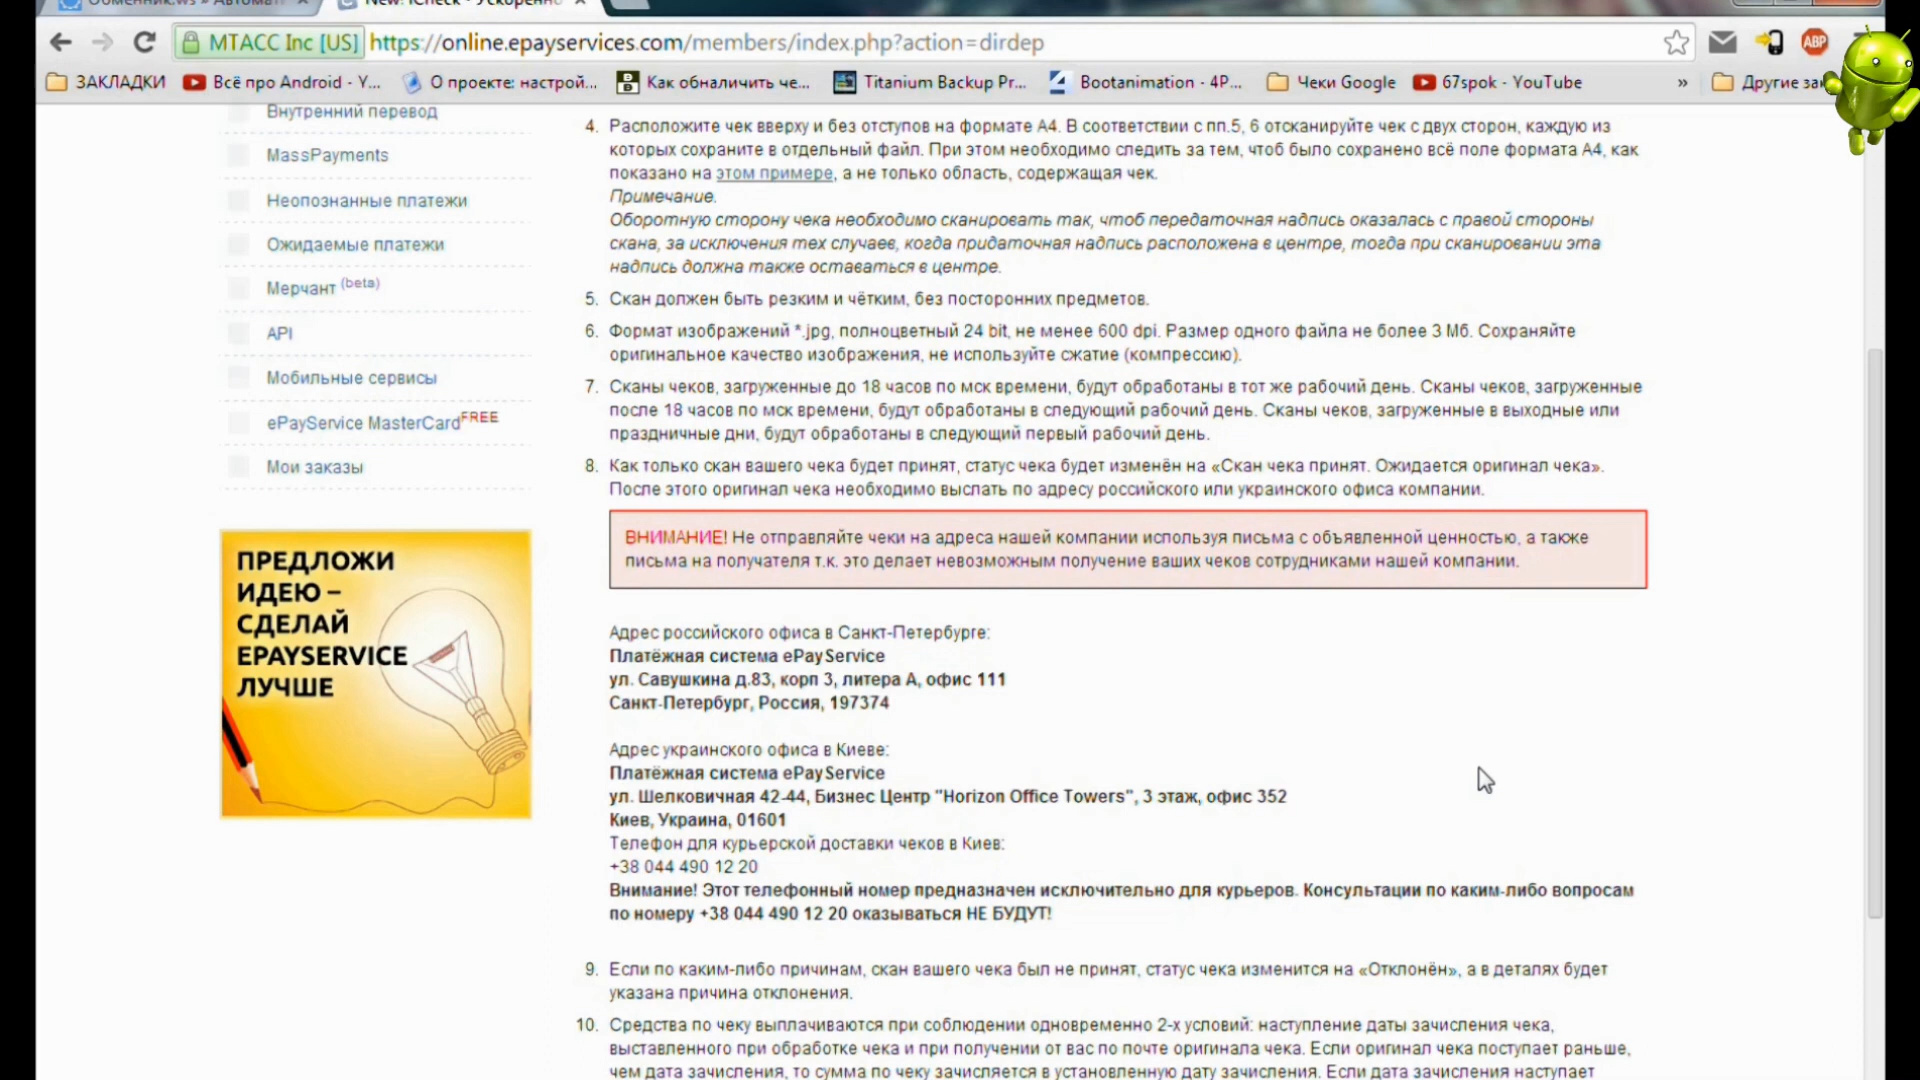 Обменник.ws » Автомат
New! iCheck - Ускоренно
MTACC Inc [US] https://online.epayservices.com/members/index.php?action=dirdep
ABP
ЗАКЛАДКИ Всё про Android - Y... О проекте: настрой... Как обналичить че... Titanium Backup Pr... Bootanimation - 4P... Чеки Google 67spok - YouTube » Другие зак
Внутренний перевод
MassPayments
Неопознанные платежи
Ожидаемые платежи
Мерчант (beta)
API
Мобильные сервисы
ePayService MasterCard FREE
Мои заказы
ПРЕДЛОЖИ
ИДЕЮ –
СДЕЛАЙ
EPAYSERVICE
ЛУЧШЕ
4. Расположите чек вверху и без отступов на формате А4. В соответствии с пп.5, 6 отсканируйте чек с двух сторон, каждую из
которых сохраните в отдельный файл. При этом необходимо следить за тем, чтоб было сохранено всё поле формата А4, как
показано на этом примере, а не только область, содержащая чек.
Примечание.
Оборотную сторону чека необходимо сканировать так, чтоб передаточная надпись оказалась с правой стороны
скана, за исключения тех случаев, когда придаточная надпись расположена в центре, тогда при сканировании эта
надпись должна также оставаться в центре.
5. Скан должен быть резким и чётким, без посторонних предметов.
6. Формат изображений *.jpg, полноцветный 24 bit, не менее 600 dpi. Размер одного файла не более 3 Мб. Сохраняйте
оригинальное качество изображения, не используйте сжатие (компрессию).
7. Сканы чеков, загруженные до 18 часов по мск времени, будут обработаны в тот же рабочий день. Сканы чеков, загруженные
после 18 часов по мск времени, будут обработаны в следующий рабочий день. Сканы чеков, загруженные в выходные или
праздничные дни, будут обработаны в следующий первый рабочий день.
8. Как только скан вашего чека будет принят, статус чека будет изменён на «Скан чека принят. Ожидается оригинал чека».
После этого оригинал чека необходимо выслать по адресу российского или украинского офиса компании.
ВНИМАНИЕ! Не отправляйте чеки на адреса нашей компании используя письма с объявленной ценностью, а также
письма на получателя т.к. это делает невозможным получение ваших чеков сотрудниками нашей компании.
Адрес российского офиса в Санкт-Петербурге:
Платёжная система ePayService
ул. Савушкина д.83, корп 3, литера А, офис 111
Санкт-Петербург, Россия, 197374
Адрес украинского офиса в Киеве:
Платёжная система ePayService
ул. Шелковичная 42-44, Бизнес Центр "Horizon Office Towers", 3 этаж, офис 352
Киев, Украина, 01601
Телефон для курьерской доставки чеков в Киев:
+38 044 490 12 20
Внимание! Этот телефонный номер предназначен исключительно для курьеров. Консультации по каким-либо вопросам
по номеру +38 044 490 12 20 оказываться НЕ БУДУТ!
9. Если по каким-либо причинам, скан вашего чека был не принят, статус чека изменится на «Отклонён», а в деталях будет
указана причина отклонения.
10. Средства по чеку выплачиваются при соблюдении одновременно 2-х условий: наступление даты зачисления чека,
выставленного при обработке чека и при получении от вас по почте оригинала чека. Если оригинал чека поступает раньше,
чем дата зачисления, то сумма по чеку зачисляется в установленную дату зачисления. Если дата зачисления наступает